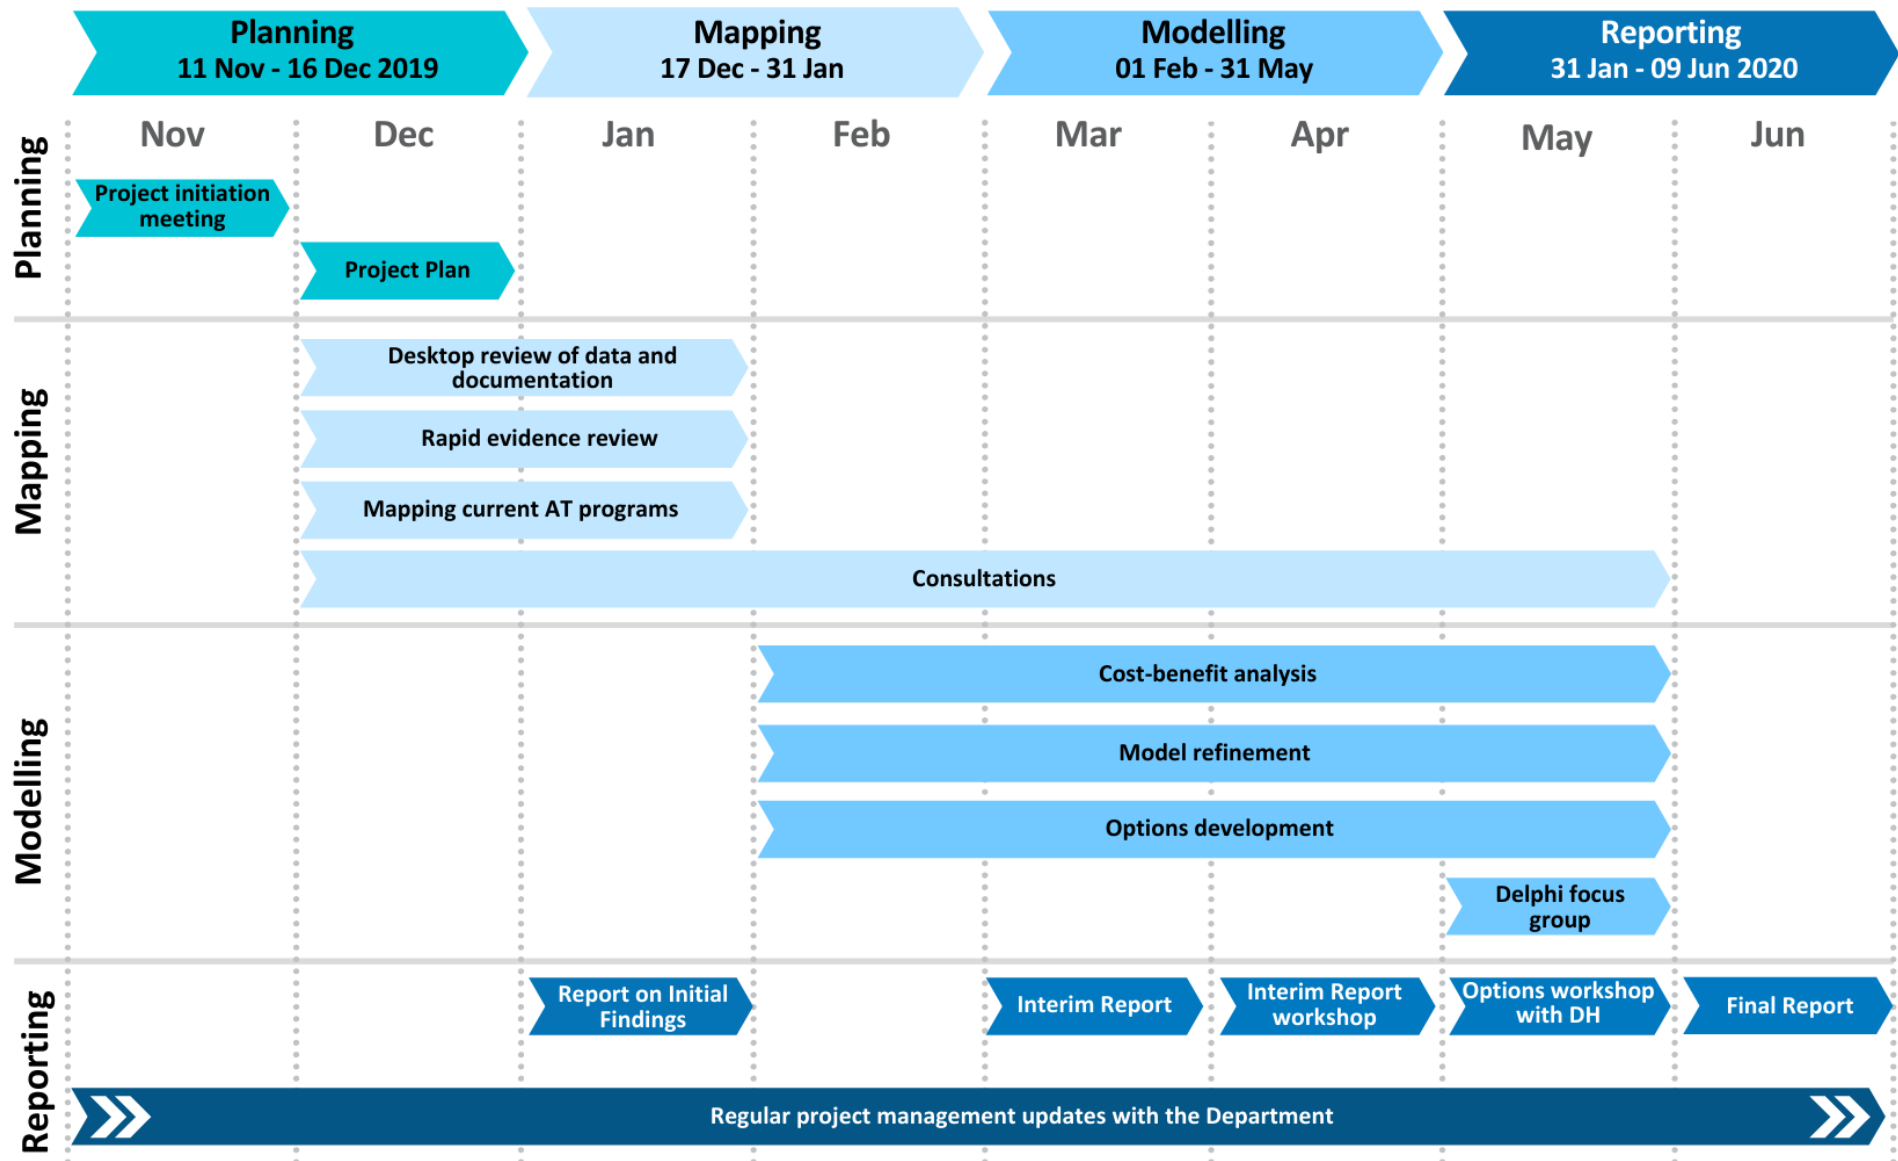 Planning
11 Nov - 16 Dec 2019
Mapping
17 Dec - 31 Jan
Modelling
01 Feb - 31 May
Reporting
31 Jan - 09 Jun 2020
Nov
Dec
Jan
Feb
Mar
Apr
May
Jun
Planning
Project initiation
meeting
Project Plan
Mapping
Desktop review of data and
documentation
Rapid evidence review
Mapping current AT programs
Consultations
Modelling
Cost-benefit analysis
Model refinement
Options development
Delphi focus
group
Reporting
Report on Initial
Findings
Interim Report
Interim Report
workshop
Options workshop
with DH
Final Report
Regular project management updates with the Department